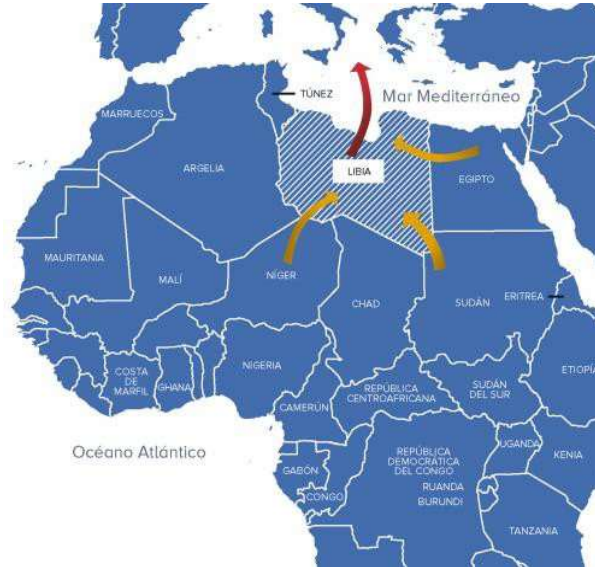 TÚNEZ
Mar Mediterráneo
MARRUECOS
ARGELIA
LIBIA
EGIPTO
MAURITANIA
MALÍ
NÍGER
CHAD
SUDÁN
ERITREA
COSTA
DE
MARFIL
GHANA
NIGERIA
CAMERÚN
REPÚBLICA
CENTROAFRICANA
SUDÁN
DEL SUR
ETIOPÍA
Océano Atlántico
GABÓN
CONGO
REPÚBLICA
DEMOCRÁTICA
DEL CONGO
RUANDA
BURUNDI
UGANDA
KENIA
TANZANIA